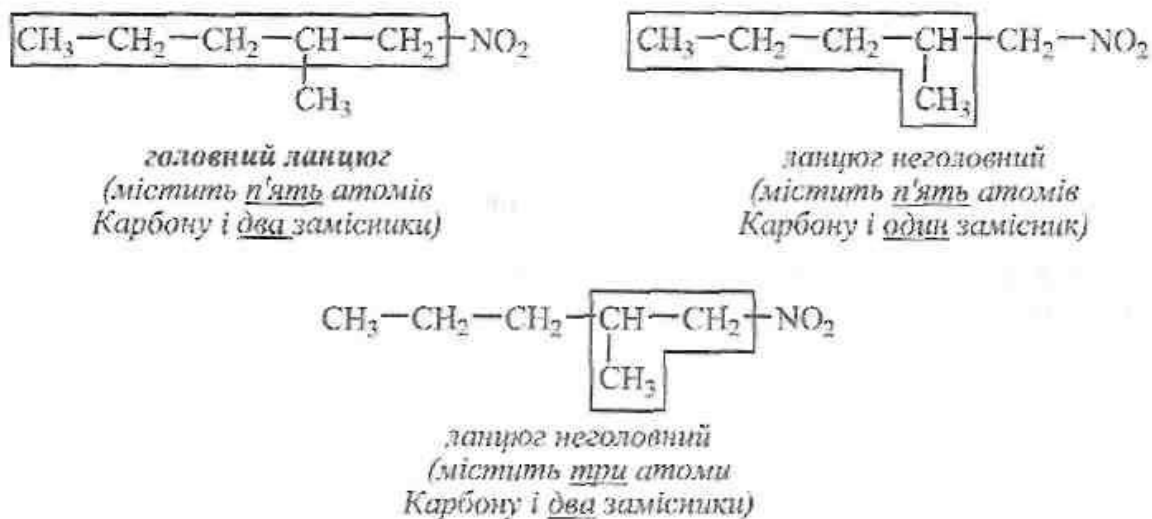 CH₃—CH₂—CH₂—CH—CH₂—NO₂
CH₃
головний ланцюг
(містить п'ять атомів
Карбону і два замісники)
CH₃—CH₂—CH₂—CH—CH₂—NO₂
CH₃
ланцюг неголовний
(містить п'ять атомів
Карбону і один замісник)
CH₃—CH₂—CH₂—CH—CH₂—NO₂
CH₃
ланцюг неголовний
(містить три атоми
Карбону і два замісники)